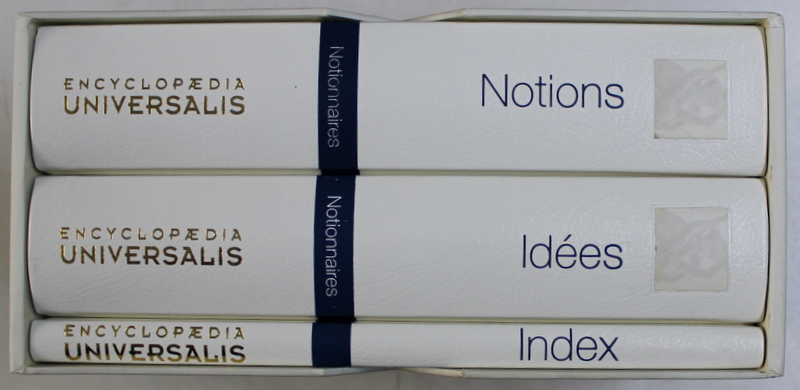 ENCYCLOPÆDIA
UNIVERSALIS
Notionnaires
Notions
ENCYCLOPÆDIA
UNIVERSALIS
Notionnaires
Idées
ENCYCLOPÆDIA
UNIVERSALIS
Index